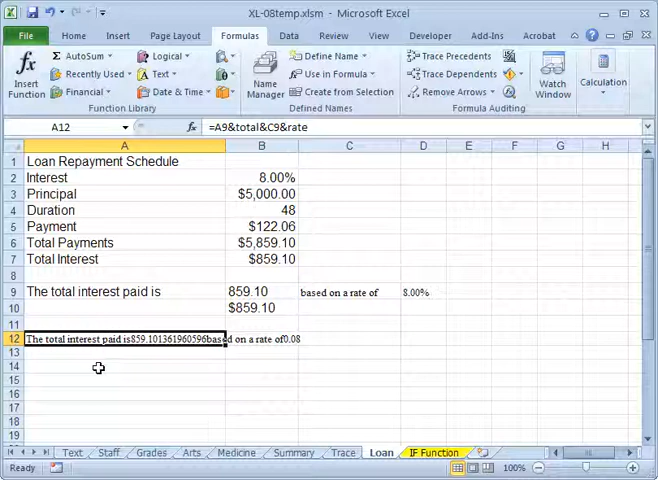 XL-08temp.xlsm - Microsoft Excel
File Home Insert Page Layout Formulas Data Review View Developer Add-Ins Acrobat
fx Insert Function
Σ AutoSum
Recently Used
Financial
Logical
Text
Date & Time
Function Library
Name Manager
Define Name
Use in Formula
Create from Selection
Defined Names
Trace Precedents
Trace Dependents
Remove Arrows
Formula Auditing
Watch Window
Calculation
A12 fx =A9&total&C9&rate
A B C D E F G H
1 Loan Repayment Schedule
2 Interest 8.00%
3 Principal $5,000.00
4 Duration 48
5 Payment $122.06
6 Total Payments $5,859.10
7 Total Interest $859.10
8
9 The total interest paid is 859.10 based on a rate of 8.00%
10 $859.10
11
12 The total interest paid is859.101361960596based on a rate of0.08
13
14
15
16
17
18
19
Text Staff Grades Arts Medicine Summary Trace Loan IF Function
Ready 100%